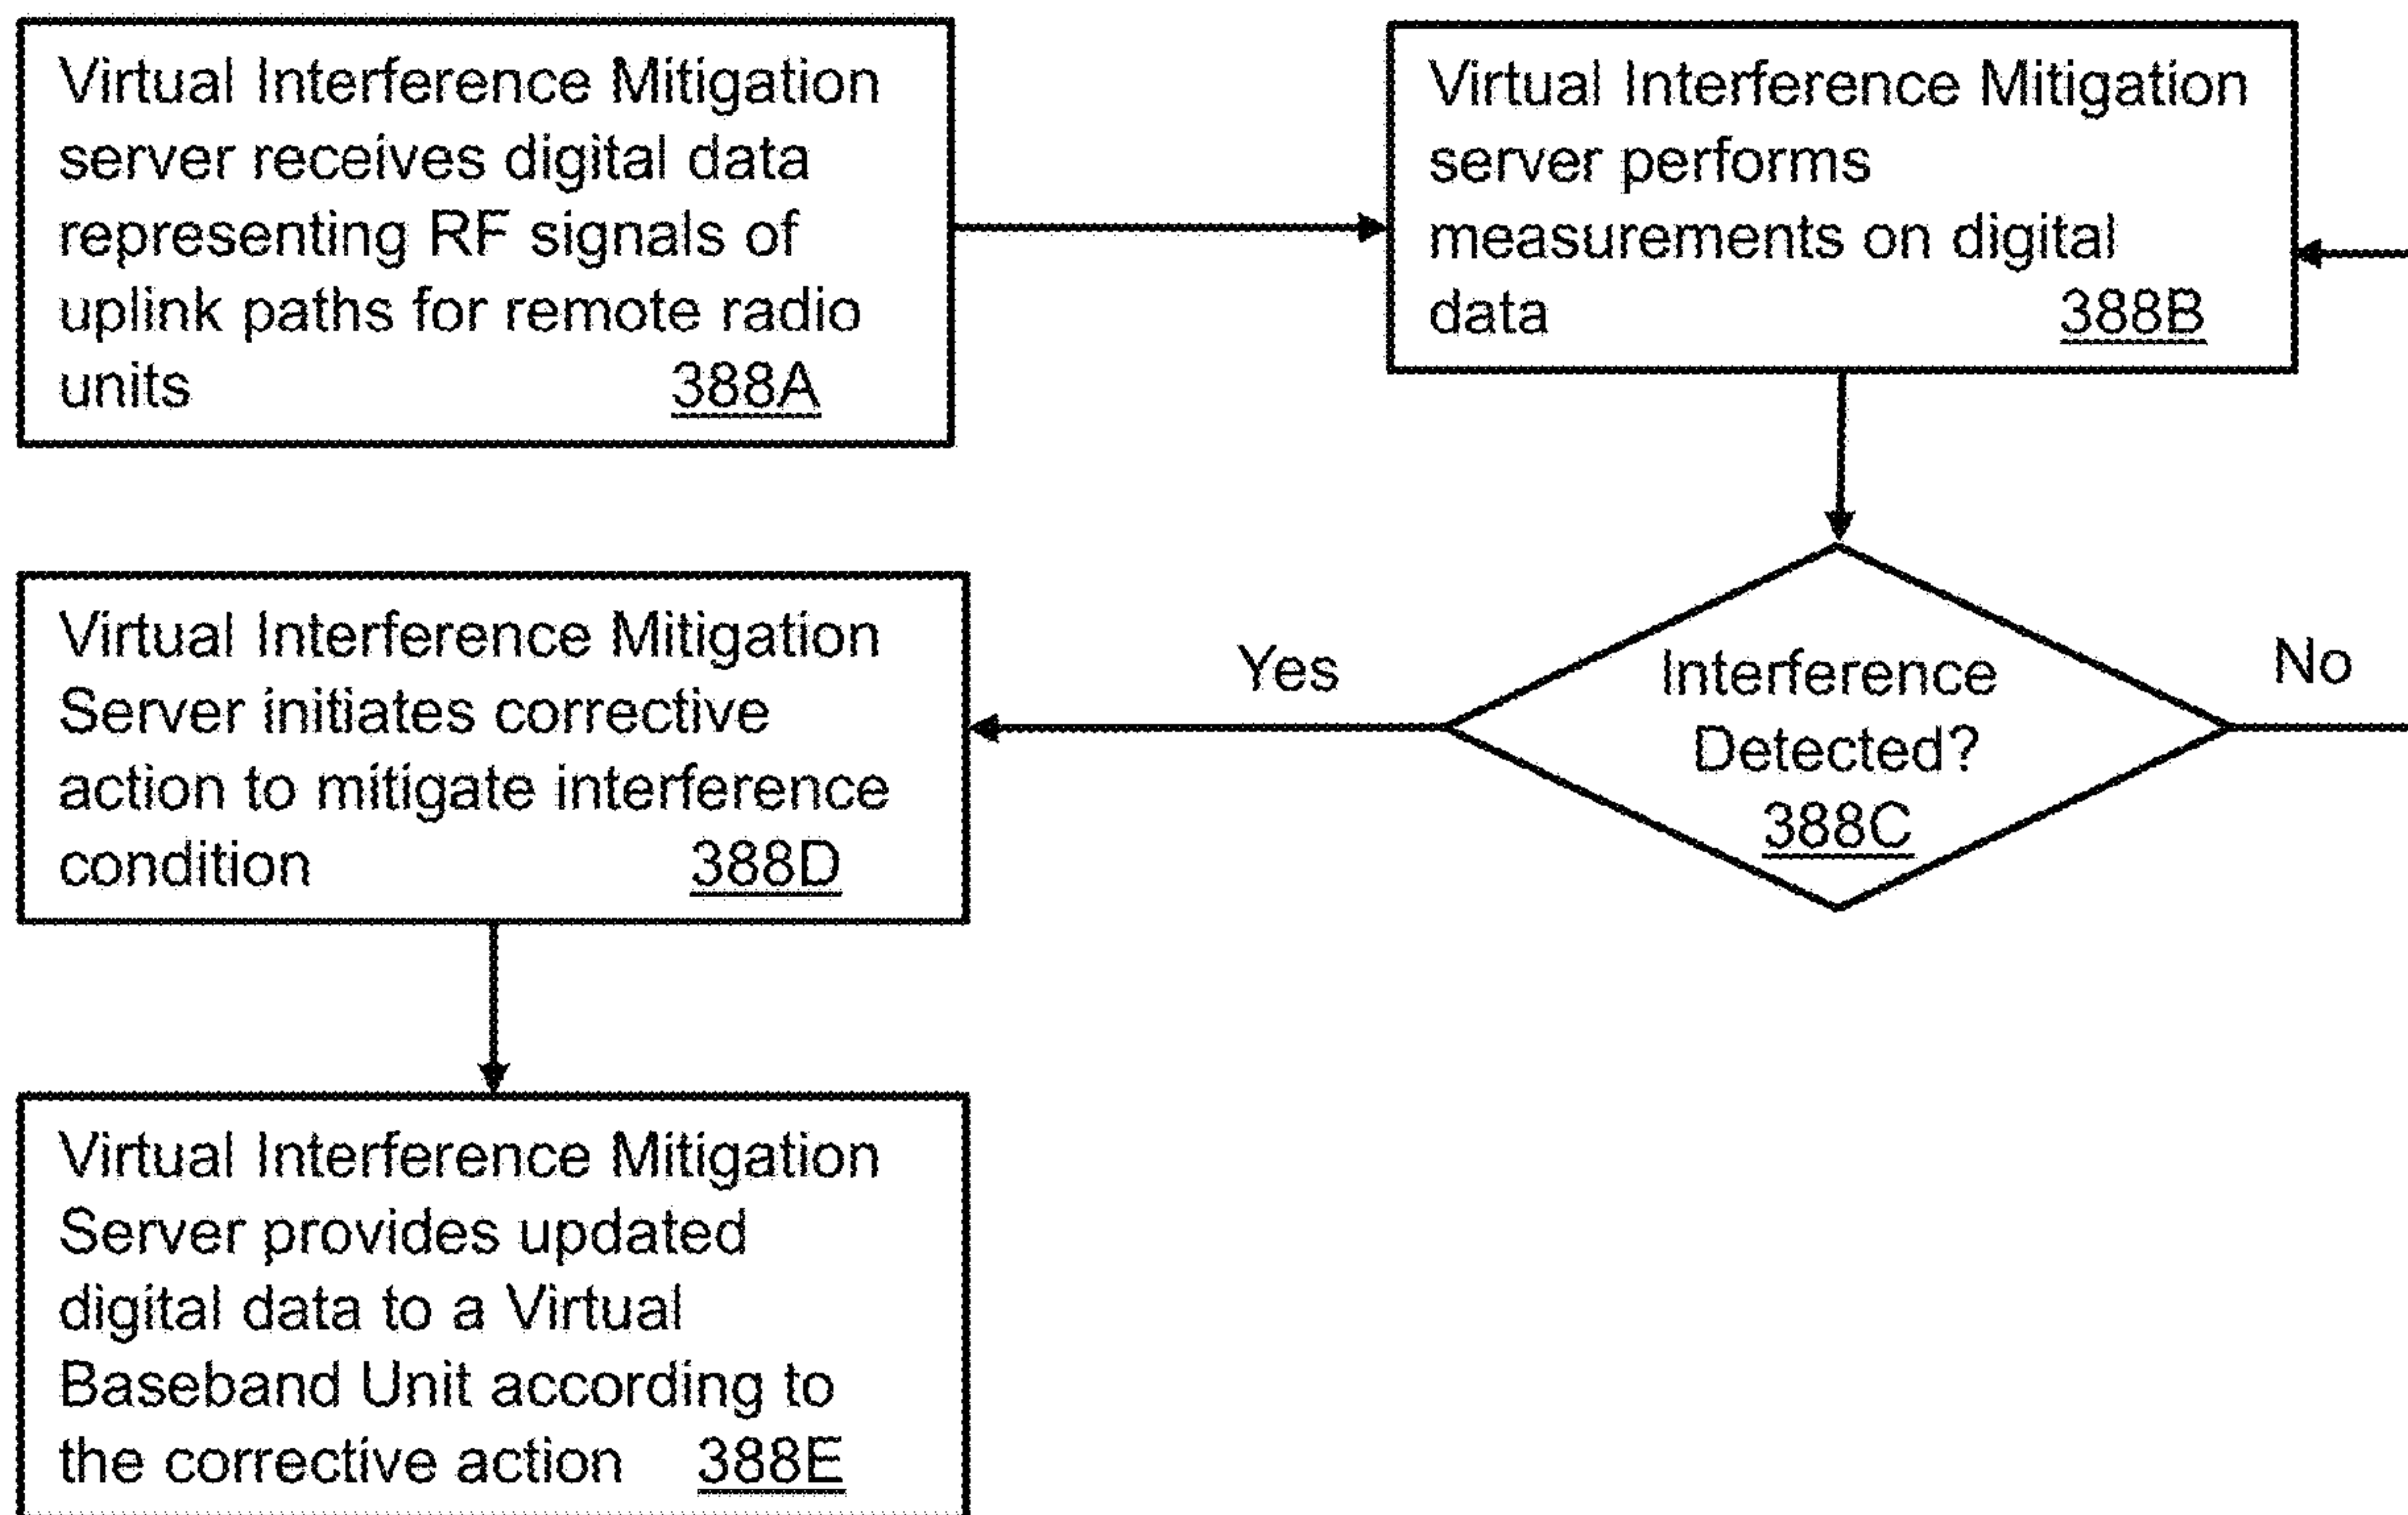 Virtual Interference Mitigation
server receives digital data
representing RF signals of
uplink paths for remote radio
units 388A
Virtual Interference Mitigation
server performs
measurements on digital
data 388B
Interference
Detected?
388C
Yes
No
Virtual Interference Mitigation
Server initiates corrective
action to mitigate interference
condition 388D
Virtual Interference Mitigation
Server provides updated
digital data to a Virtual
Baseband Unit according to
the corrective action 388E